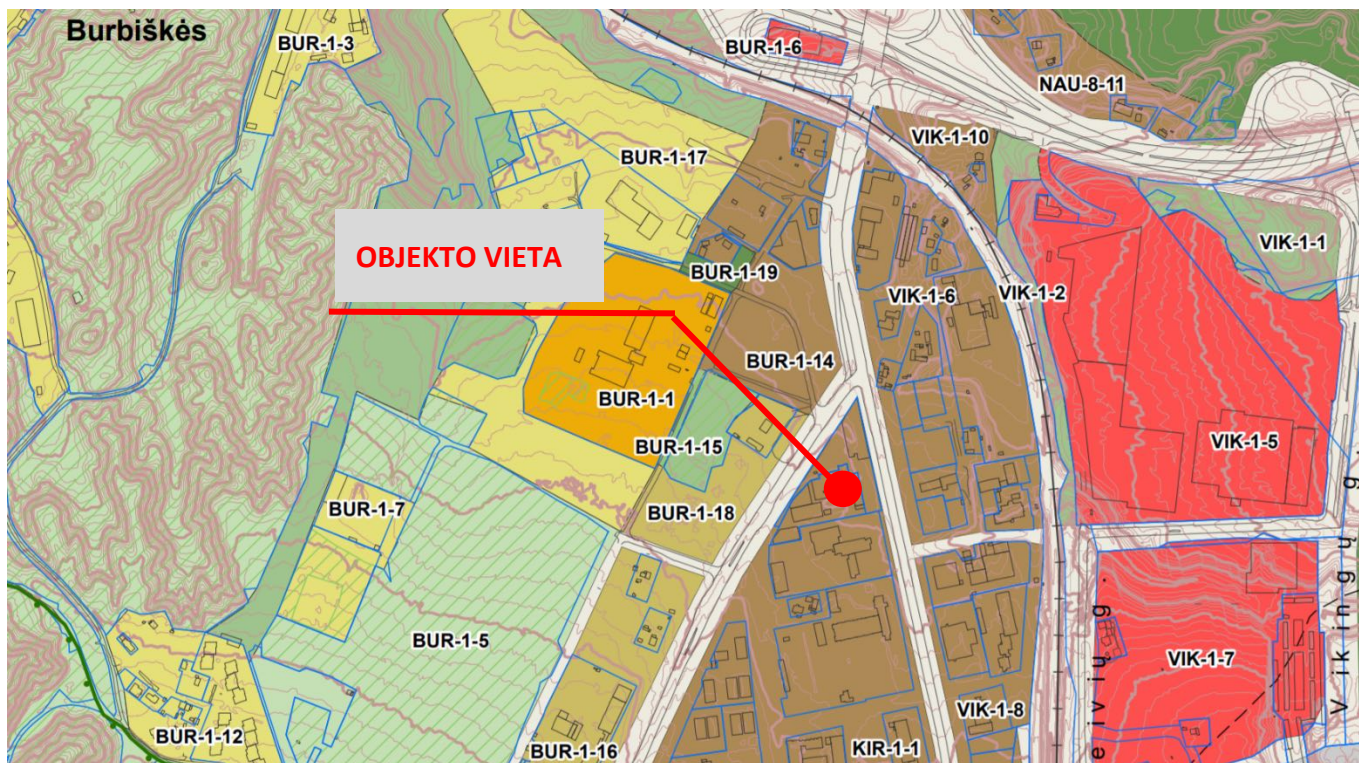 Burbiškės
BUR-1-3
BUR-1-6
NAU-8-11
VIK-1-10
BUR-1-17
OBJEKTO VIETA
VIK-1-1
BUR-1-19
VIK-1-6
VIK-1-2
BUR-1-14
BUR-1-1
BUR-1-15
VIK-1-5
BUR-1-7
BUR-1-18
BUR-1-5
VIK-1-7
Vikingų g.
eivių g.
BUR-1-12
VIK-1-8
BUR-1-16
KIR-1-1